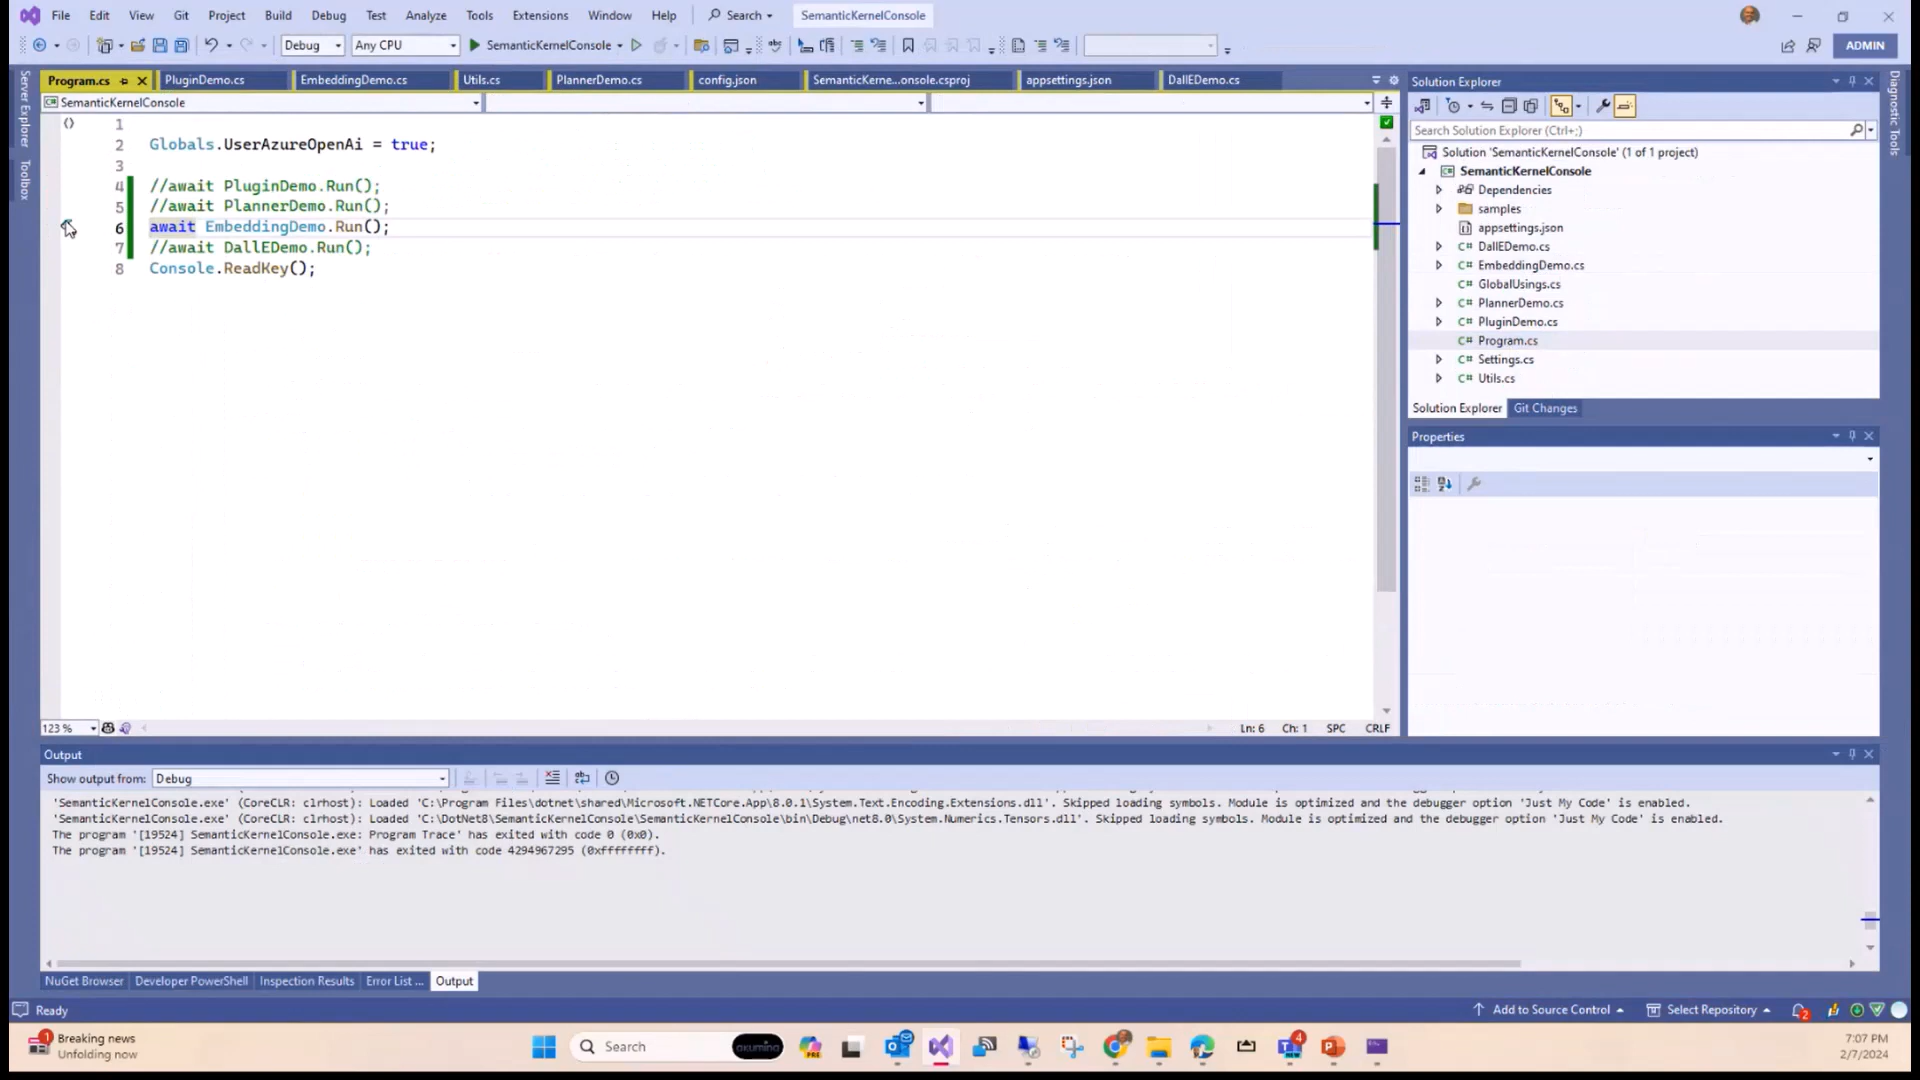 File Edit View Git Project Build Debug Test Analyze Tools Extensions Window Help Search SemanticKernelConsole
Debug Any CPU SemanticKernelConsole ADMIN
Program.cs PluginDemo.cs EmbeddingDemo.cs Utils.cs PlannerDemo.cs config.json SemanticKerne...onsole.csproj appsettings.json DallEDemo.cs
SemanticKernelConsole
Server Explorer
Toolbox
1
2 Globals.UserAzureOpenAi = true;
3
4 //await PluginDemo.Run();
5 //await PlannerDemo.Run();
6 await EmbeddingDemo.Run();
7 //await DallEDemo.Run();
8 Console.ReadKey();
123 % Ln: 6 Ch: 1 SPC CRLF
Solution Explorer
Search Solution Explorer (Ctrl+;)
Solution 'SemanticKernelConsole' (1 of 1 project)
SemanticKernelConsole
Dependencies
samples
appsettings.json
C# DallEDemo.cs
C# EmbeddingDemo.cs
C# GlobalUsings.cs
C# PlannerDemo.cs
C# PluginDemo.cs
C# Program.cs
C# Settings.cs
C# Utils.cs
Solution Explorer Git Changes
Properties
Diagnostic Tools
Output
Show output from: Debug
'SemanticKernelConsole.exe' (CoreCLR: clrhost): Loaded 'C:\Program Files\dotnet\shared\Microsoft.NETCore.App\8.0.1\System.Text.Encoding.Extensions.dll'. Skipped loading symbols. Module is optimized and the debugger option 'Just My Code' is enabled.
'SemanticKernelConsole.exe' (CoreCLR: clrhost): Loaded 'C:\DotNet8\SemanticKernelConsole\SemanticKernelConsole\bin\Debug\net8.0\System.Numerics.Tensors.dll'. Skipped loading symbols. Module is optimized and the debugger option 'Just My Code' is enabled.
The program '[19524] SemanticKernelConsole.exe: Program Trace' has exited with code 0 (0x0).
The program '[19524] SemanticKernelConsole.exe' has exited with code 4294967295 (0xffffffff).
NuGet Browser Developer PowerShell Inspection Results Error List ... Output
Ready Add to Source Control Select Repository 2
1 Breaking news
Unfolding now
Search akumina PRE 4
7:07 PM
2/7/2024